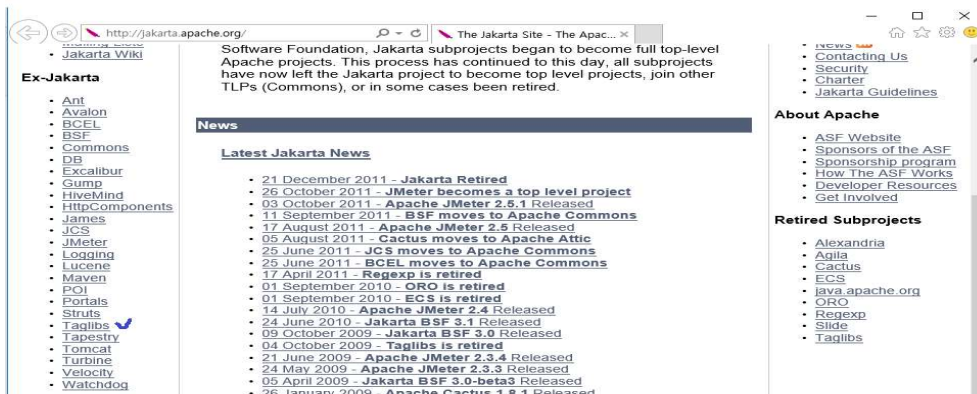 http://jakarta.apache.org/
The Jakarta Site - The Apac...
Mailing Lists
Jakarta Wiki
Ex-Jakarta
Ant
Avalon
BCEL
BSF
Commons
DB
Excalibur
Gump
HiveMind
HttpComponents
James
JCS
JMeter
Logging
Lucene
Maven
POI
Portals
Struts
Taglibs
Tapestry
Tomcat
Turbine
Velocity
Watchdog
Software Foundation, Jakarta subprojects began to become full top-level
Apache projects. This process has continued to this day, all subprojects
have now left the Jakarta project to become top level projects, join other
TLPs (Commons), or in some cases been retired.
News
Latest Jakarta News
21 December 2011 - Jakarta Retired
26 October 2011 - JMeter becomes a top level project
03 October 2011 - Apache JMeter 2.5.1 Released
11 September 2011 - BSF moves to Apache Commons
17 August 2011 - Apache JMeter 2.5 Released
05 August 2011 - Cactus moves to Apache Attic
25 June 2011 - JCS moves to Apache Commons
25 June 2011 - BCEL moves to Apache Commons
17 April 2011 - Regexp is retired
01 September 2010 - ORO is retired
01 September 2010 - ECS is retired
14 July 2010 - Apache JMeter 2.4 Released
24 June 2010 - Jakarta BSF 3.1 Released
09 October 2009 - Jakarta BSF 3.0 Released
04 October 2009 - Taglibs is retired
21 June 2009 - Apache JMeter 2.3.4 Released
24 May 2009 - Apache JMeter 2.3.3 Released
05 April 2009 - Jakarta BSF 3.0-beta3 Released
26 January 2009 - Apache Cactus 1.8.1 Released
News
Contacting Us
Security
Charter
Jakarta Guidelines
About Apache
ASF Website
Sponsors of the ASF
Sponsorship program
How The ASF Works
Developer Resources
Get Involved
Retired Subprojects
Alexandria
Agila
Cactus
ECS
java.apache.org
ORO
Regexp
Slide
Taglibs